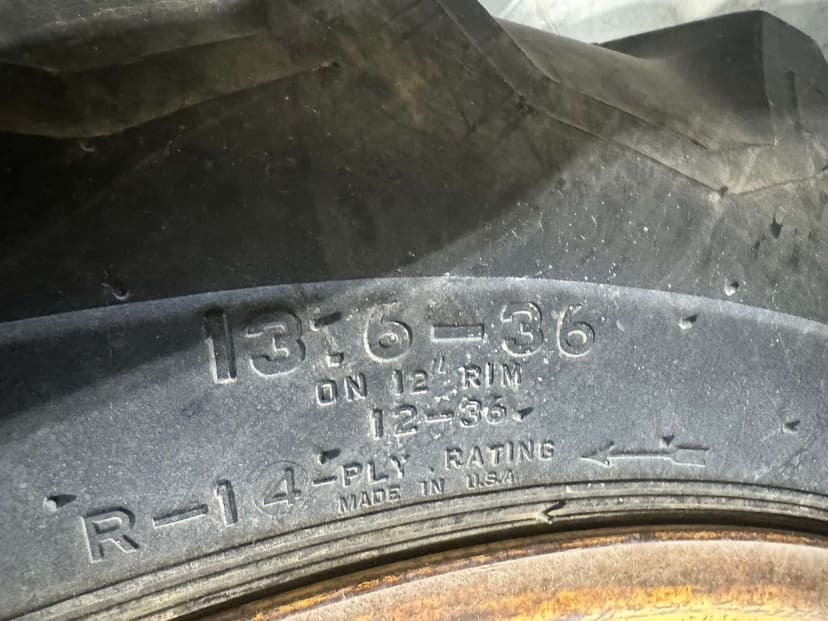 13.6-36
ON 12" RIM
12-36
R-1 4-PLY RATING
MADE IN U.S.A